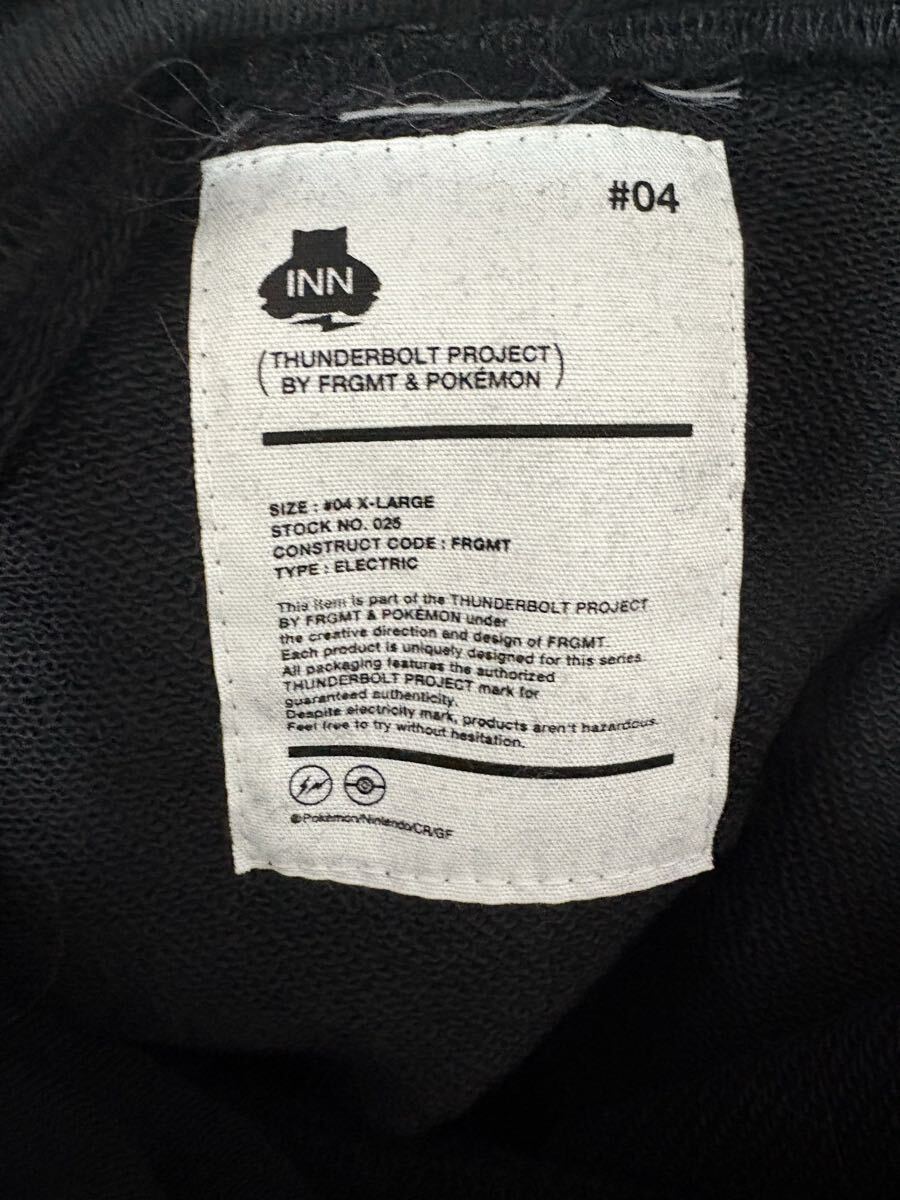 #04
INN
(THUNDERBOLT PROJECT
BY FRGMT & POKÉMON)
SIZE : #04 X-LARGE
STOCK NO. 025
CONSTRUCT CODE : FRGMT
TYPE : ELECTRIC
This item is part of the THUNDERBOLT PROJECT
BY FRGMT & POKÉMON under
the creative direction and design of FRGMT.
Each product is uniquely designed for this series.
All packaging features the authorized
THUNDERBOLT PROJECT mark for
guaranteed authenticity.
Despite electricity mark, products aren't hazardous.
Feel free to try without hesitation.
©Pokémon/Nintendo/CR/GF